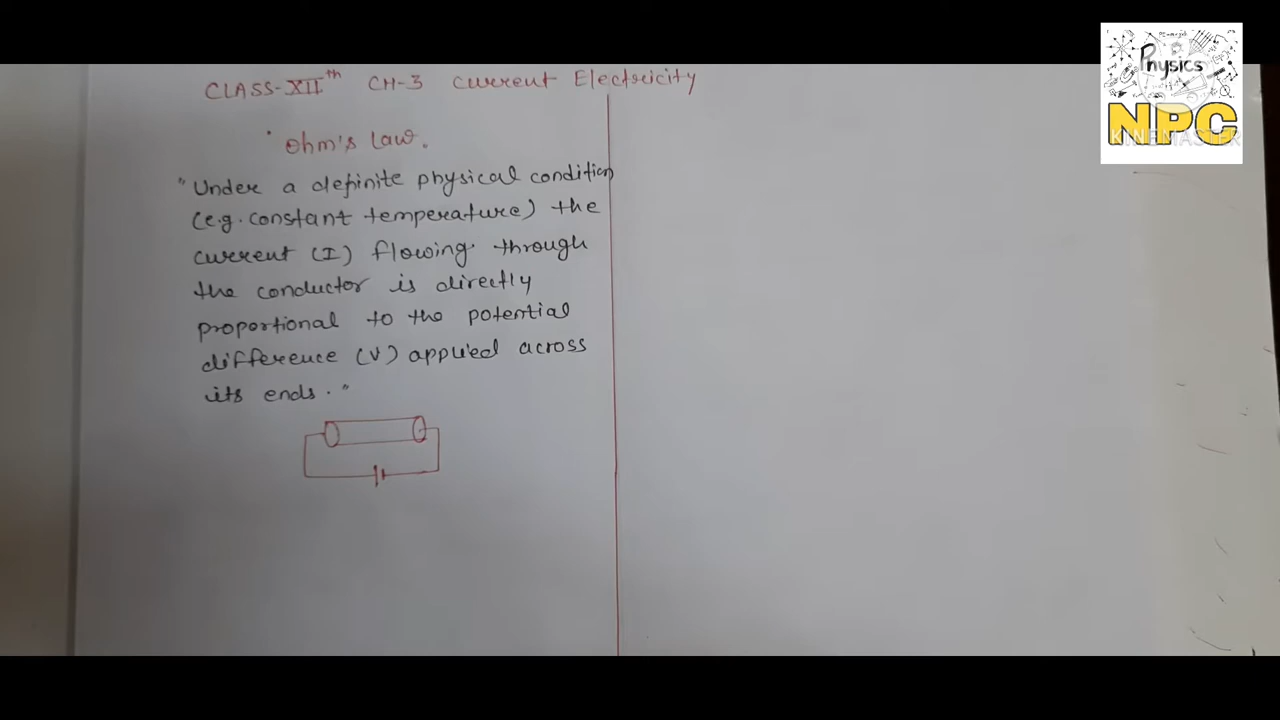 CLASS-XIIth CH-3 Current Electricity
Ohm's law.
"Under a definite physical condition
(e.g. constant temperature) the
current (I) flowing through
the conductor is directly
proportional to the potential
difference (V) applied across
its ends."
Physics
NPC
KINEMASTER